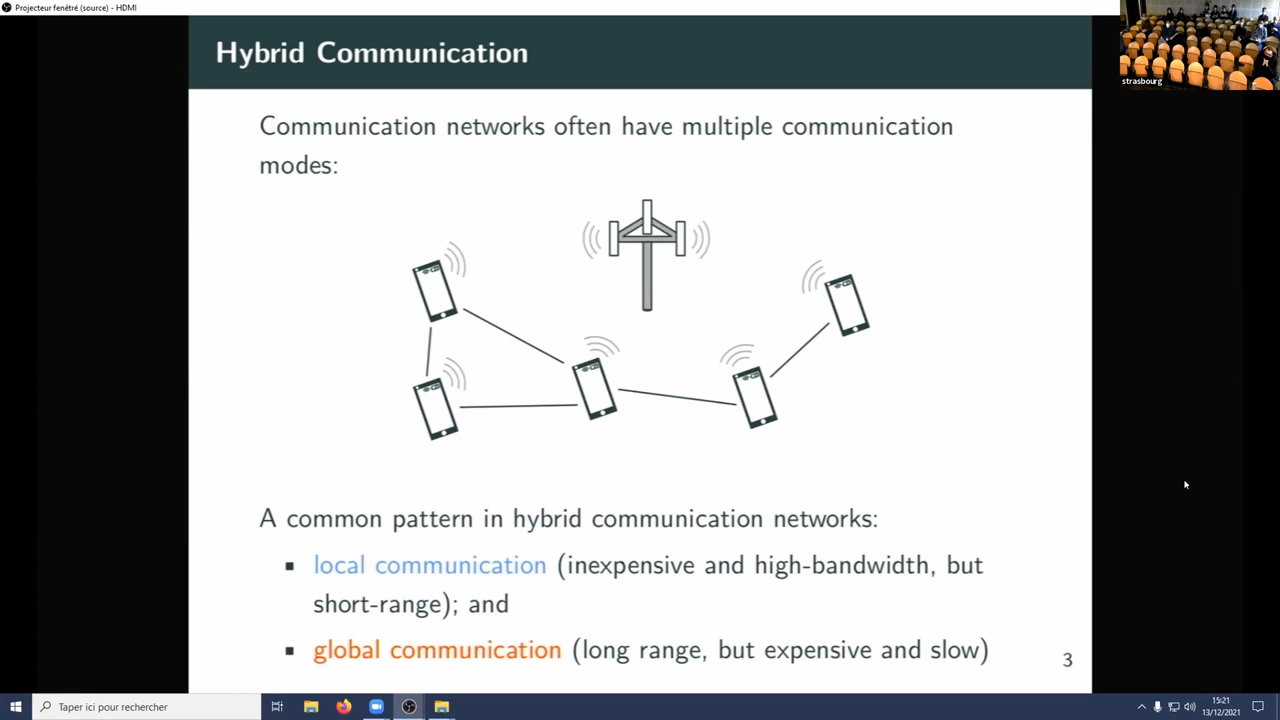 Projecteur fenêtré (source) - HDMI
strasbourg
Hybrid Communication
Communication networks often have multiple communication
modes:
A common pattern in hybrid communication networks:
▪ local communication (inexpensive and high-bandwidth, but
short-range); and
▪ global communication (long range, but expensive and slow)
3
Taper ici pour rechercher
15:21
13/12/2021